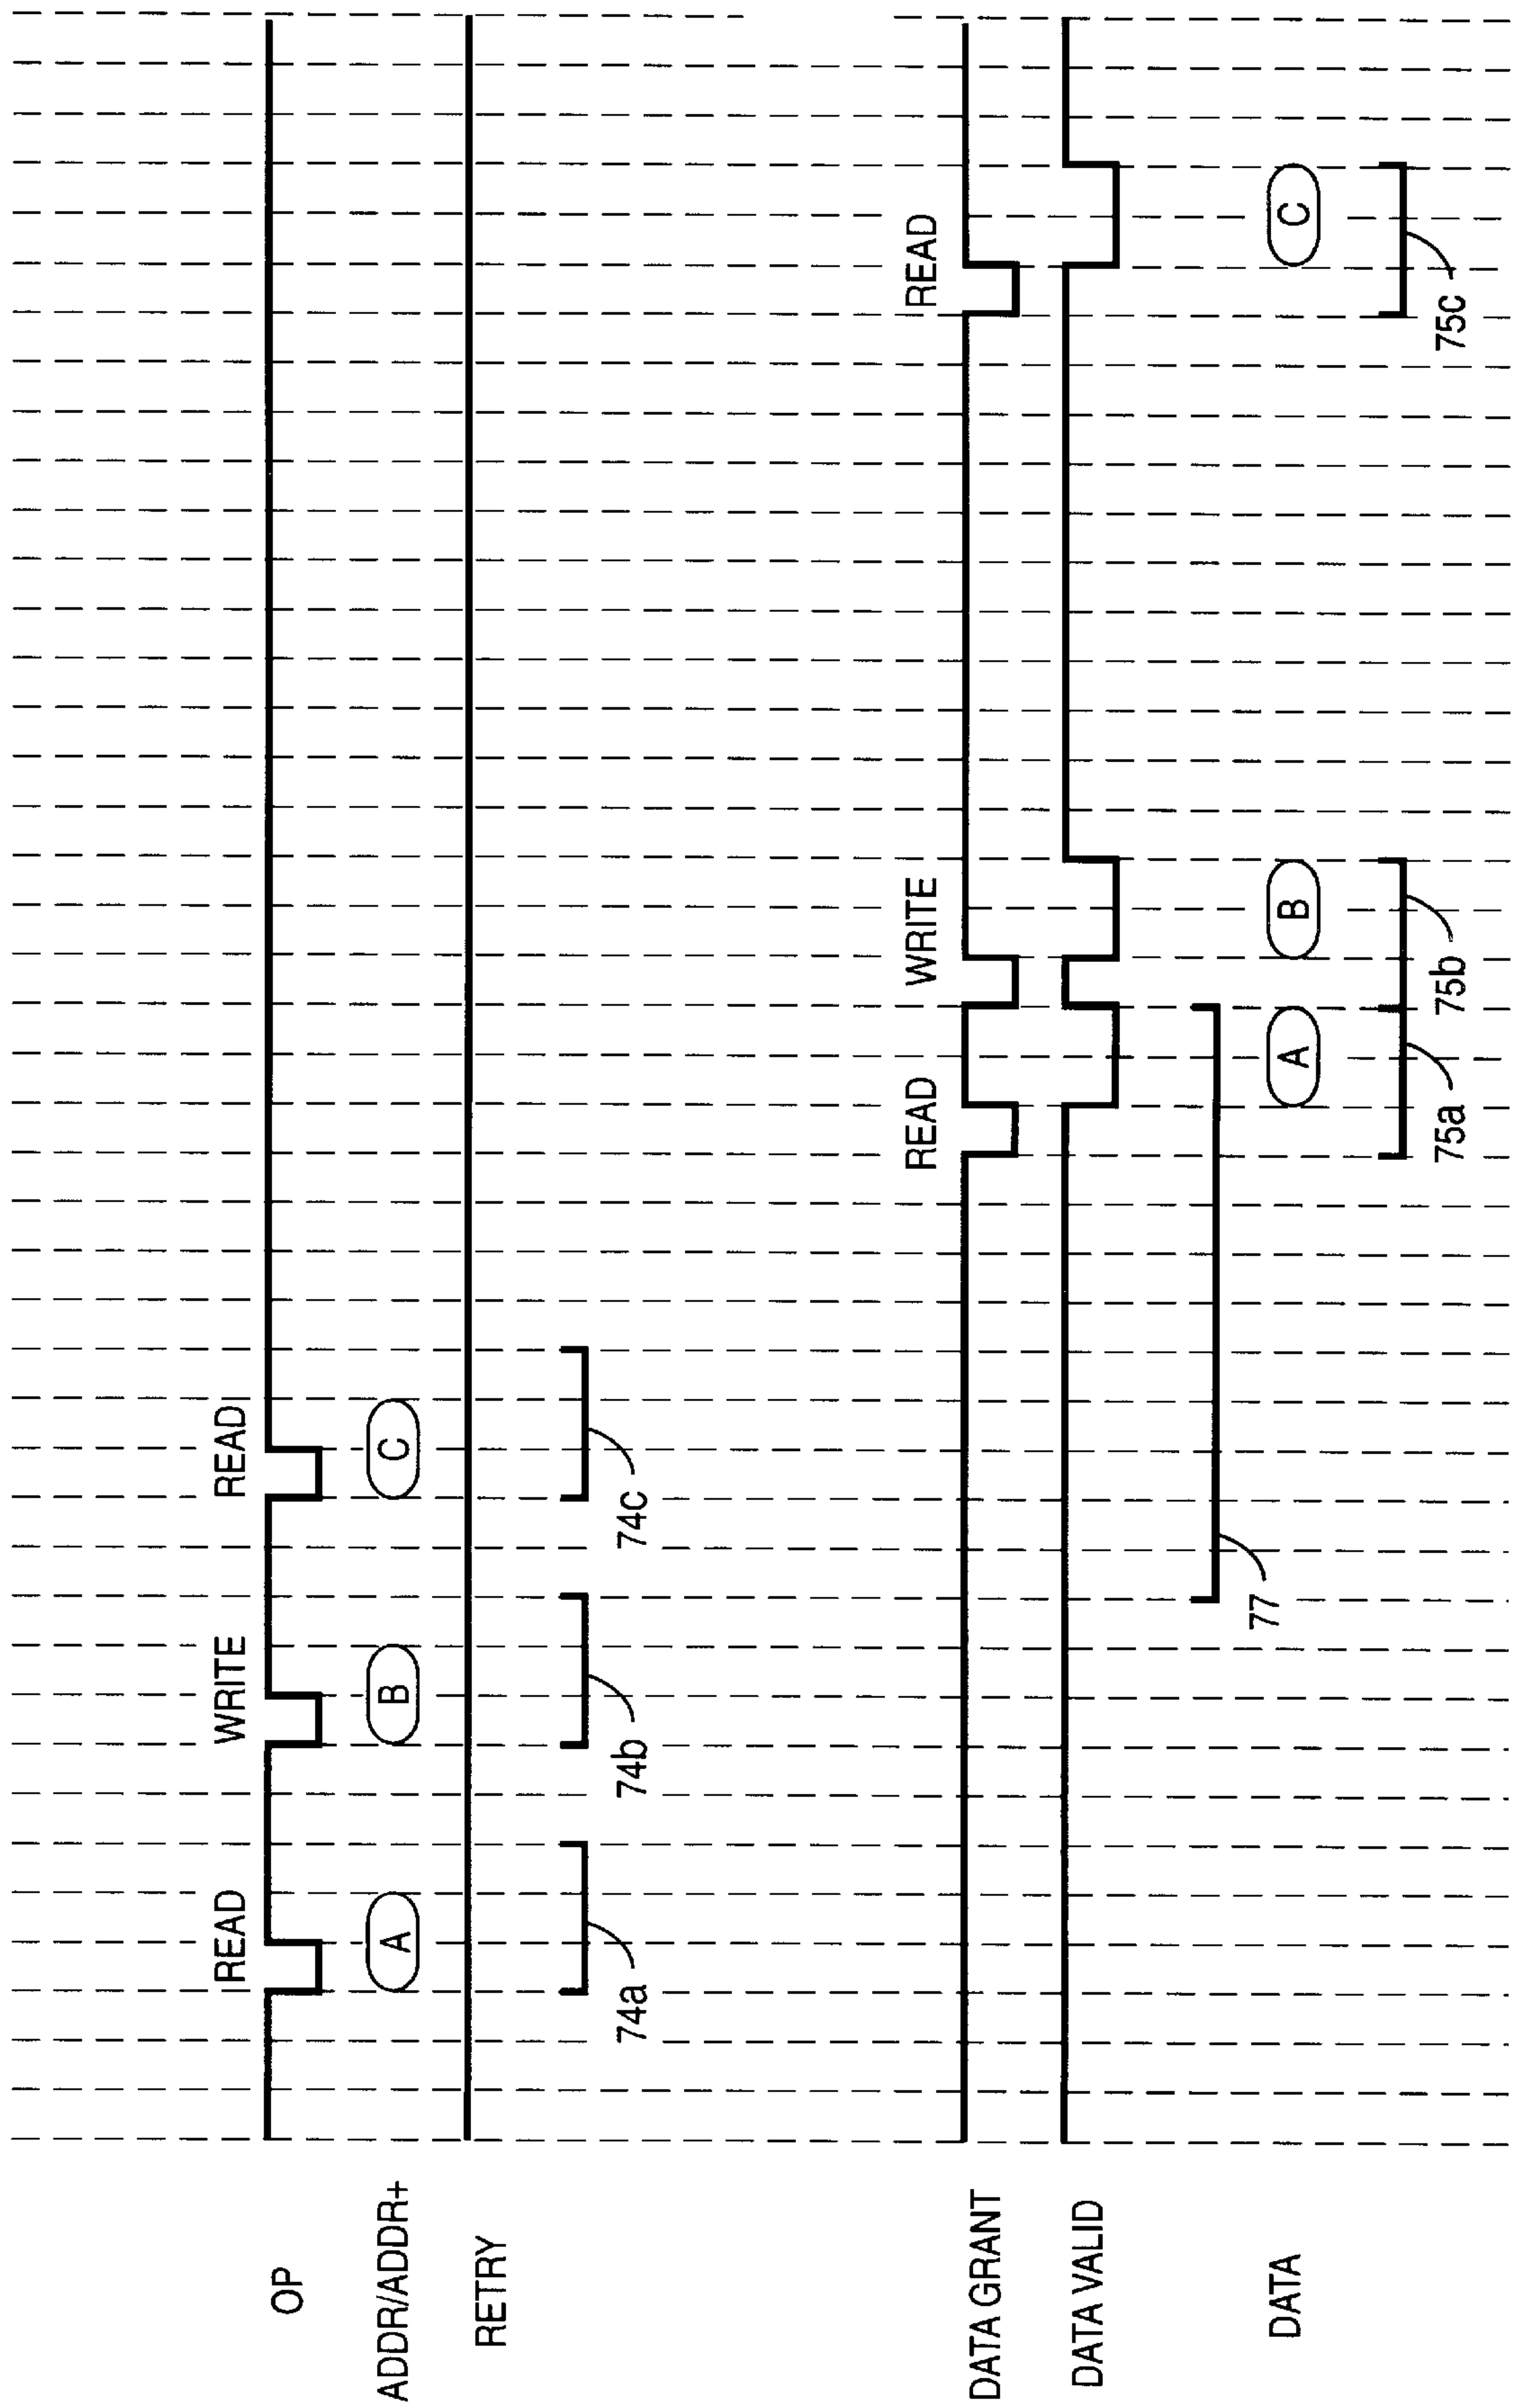 READ WRITE READ
OP
A B C
ADDR/ADDR+
RETRY
74a 74b 74c
READ WRITE READ
DATA GRANT
DATA VALID
77
A B C
DATA
75a 75b 75c